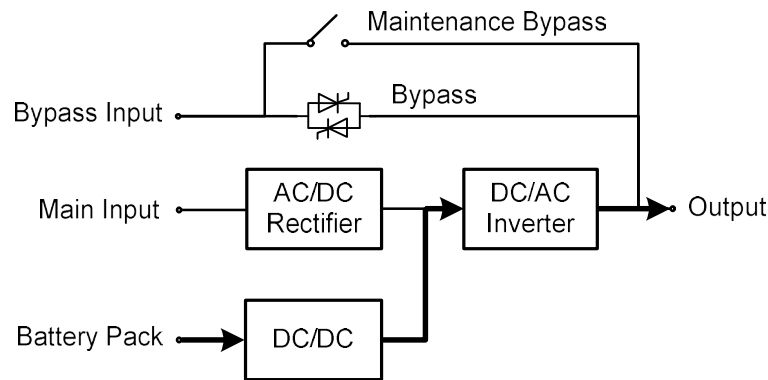 Maintenance Bypass
Bypass Input
Bypass
Main Input
AC/DC
Rectifier
DC/AC
Inverter
Output
Battery Pack
DC/DC